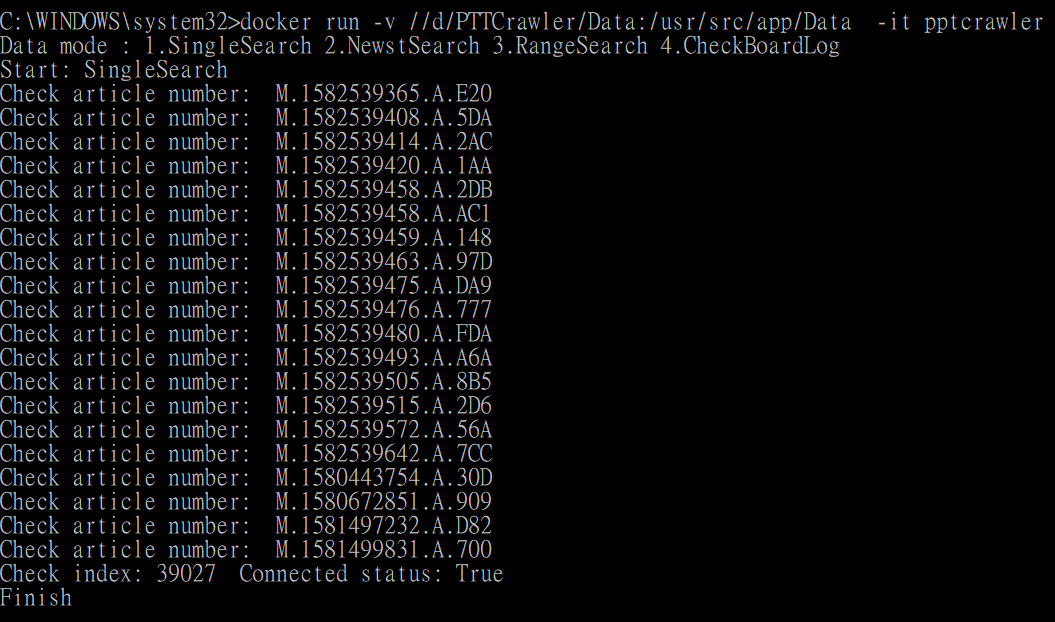 C:\WINDOWS\system32>docker run -v //d/PTTCrawler/Data:/usr/src/app/Data  -it pptcrawler
Data mode : 1.SingleSearch 2.NewstSearch 3.RangeSearch 4.CheckBoardLog
Start: SingleSearch
Check article number:  M.1582539365.A.E20
Check article number:  M.1582539408.A.5DA
Check article number:  M.1582539414.A.2AC
Check article number:  M.1582539420.A.1AA
Check article number:  M.1582539458.A.2DB
Check article number:  M.1582539458.A.AC1
Check article number:  M.1582539459.A.148
Check article number:  M.1582539463.A.97D
Check article number:  M.1582539475.A.DA9
Check article number:  M.1582539476.A.777
Check article number:  M.1582539480.A.FDA
Check article number:  M.1582539493.A.A6A
Check article number:  M.1582539505.A.8B5
Check article number:  M.1582539515.A.2D6
Check article number:  M.1582539572.A.56A
Check article number:  M.1582539642.A.7CC
Check article number:  M.1580443754.A.30D
Check article number:  M.1580672851.A.909
Check article number:  M.1581497232.A.D82
Check article number:  M.1581499831.A.700
Check index: 39027  Connected status: True
Finish